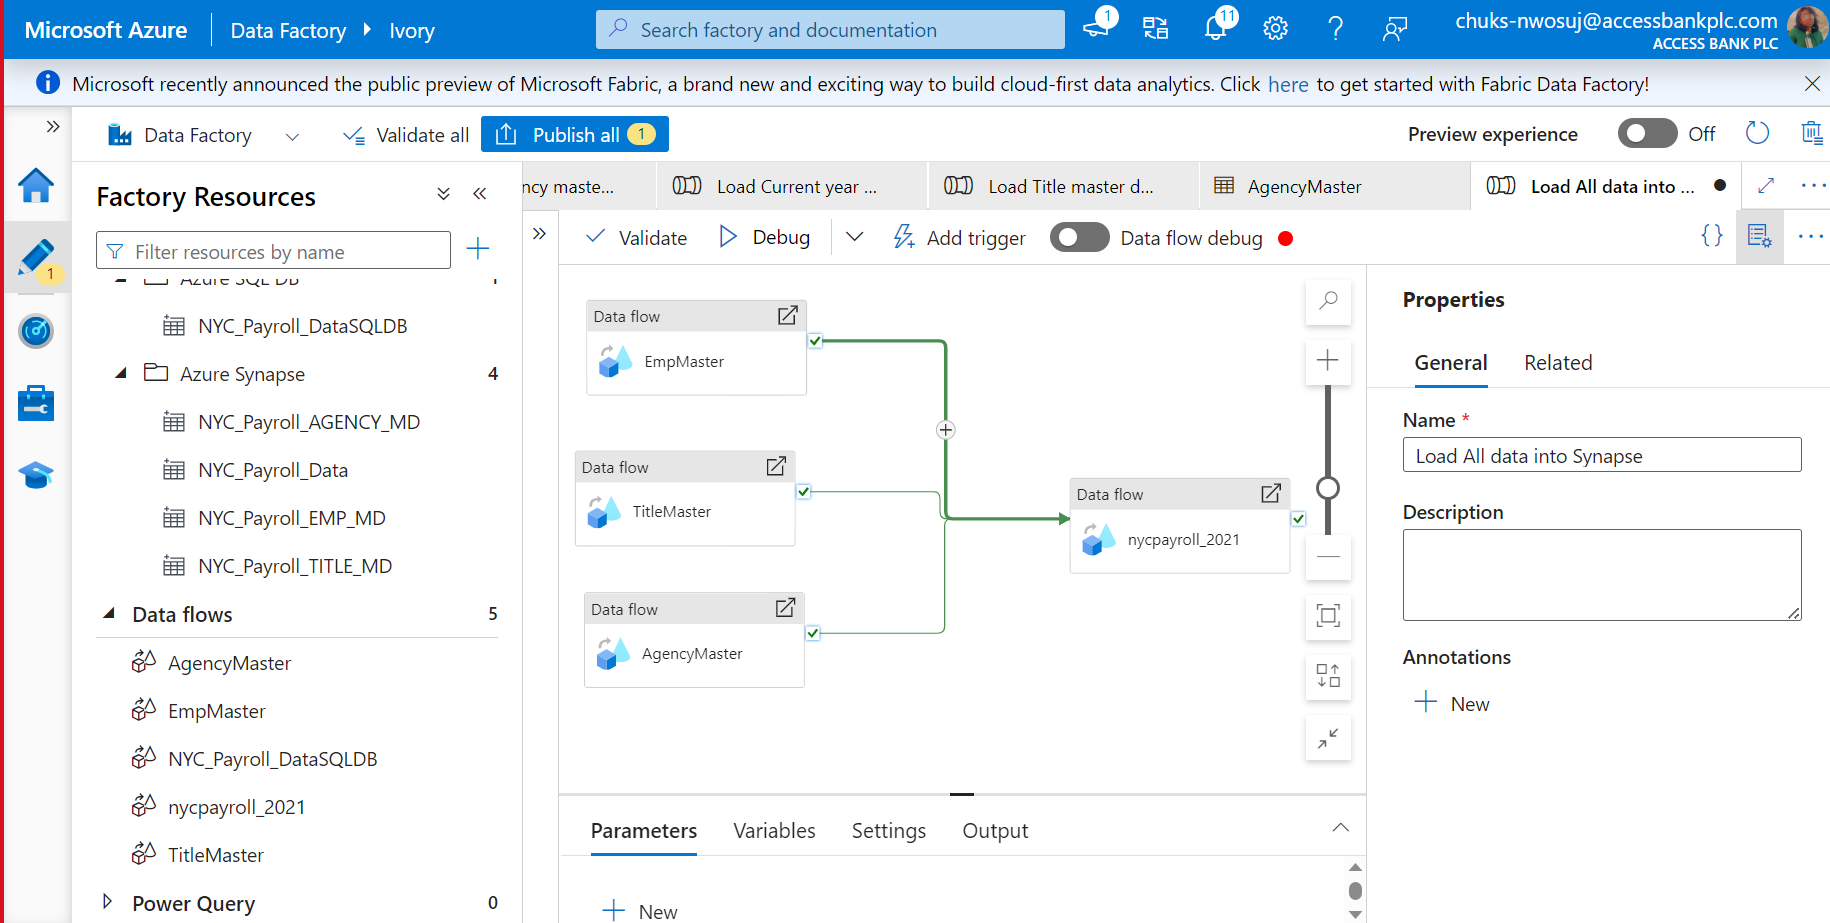 Microsoft Azure
Data Factory
Ivory
Search factory and documentation
1
11
chuks-nwosuj@accessbankplc.com
ACCESS BANK PLC
Microsoft recently announced the public preview of Microsoft Fabric, a brand new and exciting way to build cloud-first data analytics. Click here to get started with Fabric Data Factory!
Data Factory
Validate all
Publish all 1
Preview experience
Off
Factory Resources
ncy maste...
Load Current year ...
Load Title master d...
AgencyMaster
Load All data into ...
Filter resources by name
Validate
Debug
Add trigger
Data flow debug
1
Azure SQL DB 1
NYC_Payroll_DataSQLDB
Azure Synapse 4
NYC_Payroll_AGENCY_MD
NYC_Payroll_Data
NYC_Payroll_EMP_MD
NYC_Payroll_TITLE_MD
Data flows 5
AgencyMaster
EmpMaster
NYC_Payroll_DataSQLDB
nycpayroll_2021
TitleMaster
Power Query 0
Data flow
EmpMaster
Data flow
TitleMaster
Data flow
AgencyMaster
Data flow
nycpayroll_2021
Parameters
Variables
Settings
Output
New
Properties
General
Related
Name *
Load All data into Synapse
Description
Annotations
New